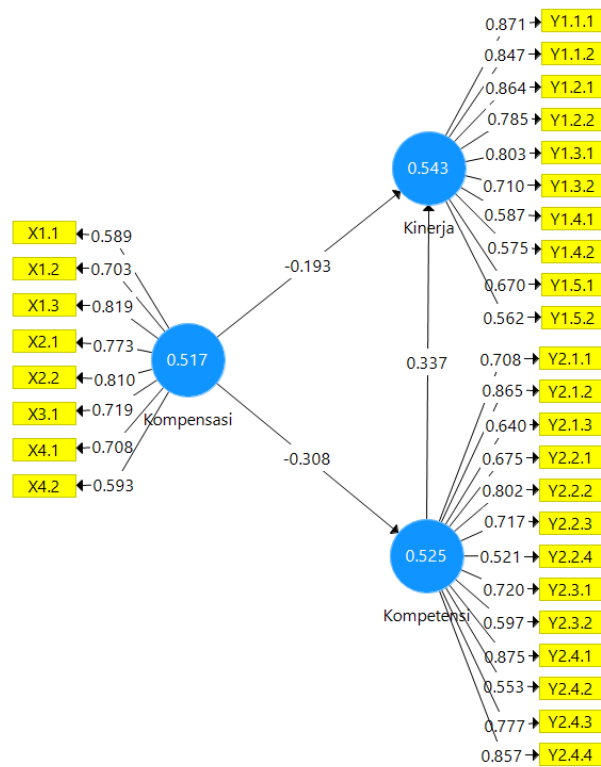 0.871 Y1.1.1
0.847 Y1.1.2
0.864 Y1.2.1
0.785 Y1.2.2
0.803 Y1.3.1
0.710 Y1.3.2
0.587 Y1.4.1
0.575 Y1.4.2
0.670 Y1.5.1
0.562 Y1.5.2
0.543
Kinerja
X1.1 0.589
X1.2 0.703
X1.3 0.819
X2.1 0.773
X2.2 0.810
X3.1 0.719
X4.1 0.708
X4.2 0.593
0.517
Kompensasi
-0.193
0.337
-0.308
0.525
Kompetensi
0.708 Y2.1.1
0.865 Y2.1.2
0.640 Y2.1.3
0.675 Y2.2.1
0.802 Y2.2.2
0.717 Y2.2.3
0.521 Y2.2.4
0.720 Y2.3.1
0.597 Y2.3.2
0.875 Y2.4.1
0.553 Y2.4.2
0.777 Y2.4.3
0.857 Y2.4.4